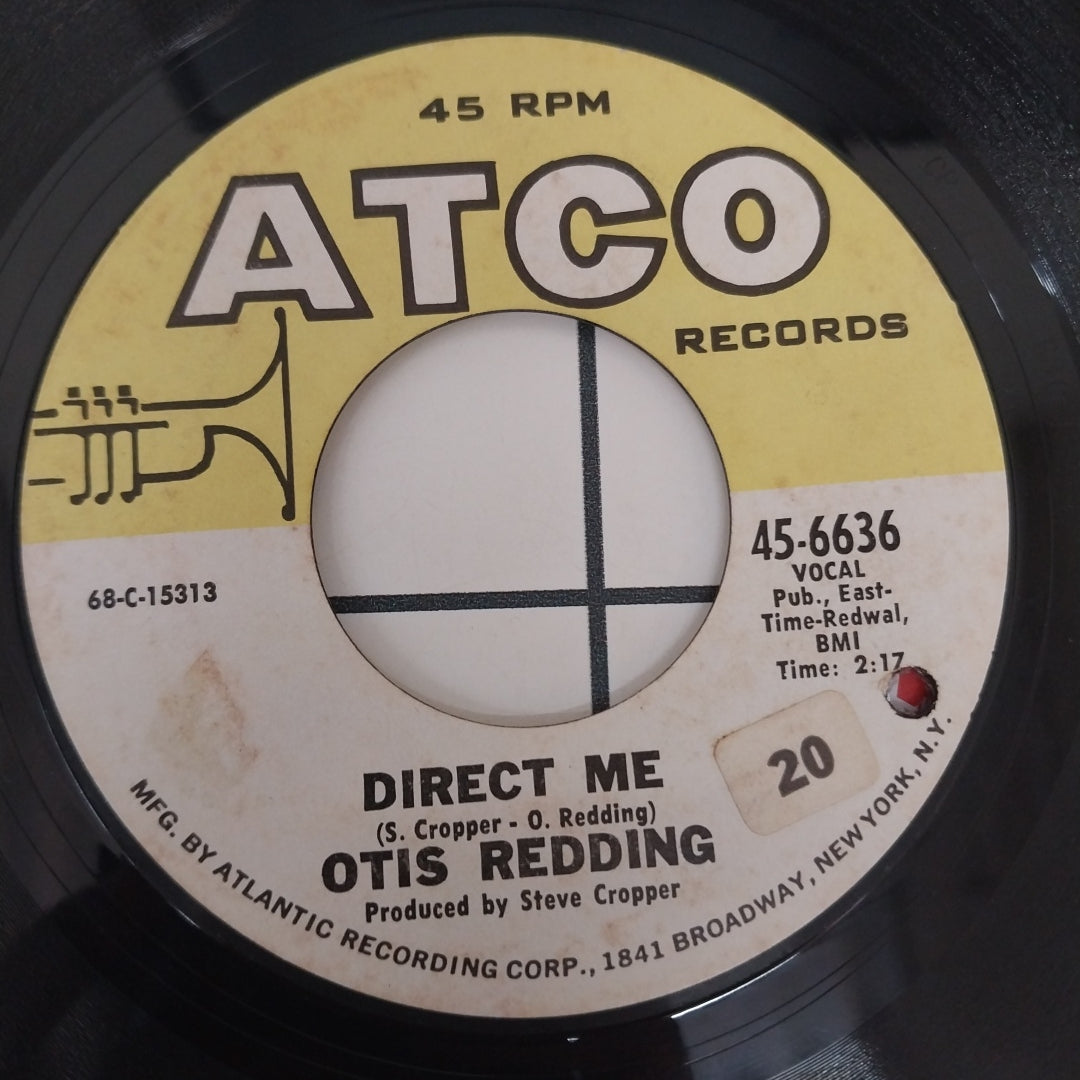 45 RPM
ATCO
RECORDS
68-C-15313
45-6636
VOCAL
Pub., East-
Time-Redwal,
BMI
Time: 2:17
20
DIRECT ME
(S. Cropper - O. Redding)
OTIS REDDING
Produced by Steve Cropper
MFG. BY ATLANTIC RECORDING CORP., 1841 BROADWAY, NEW YORK, N.Y.